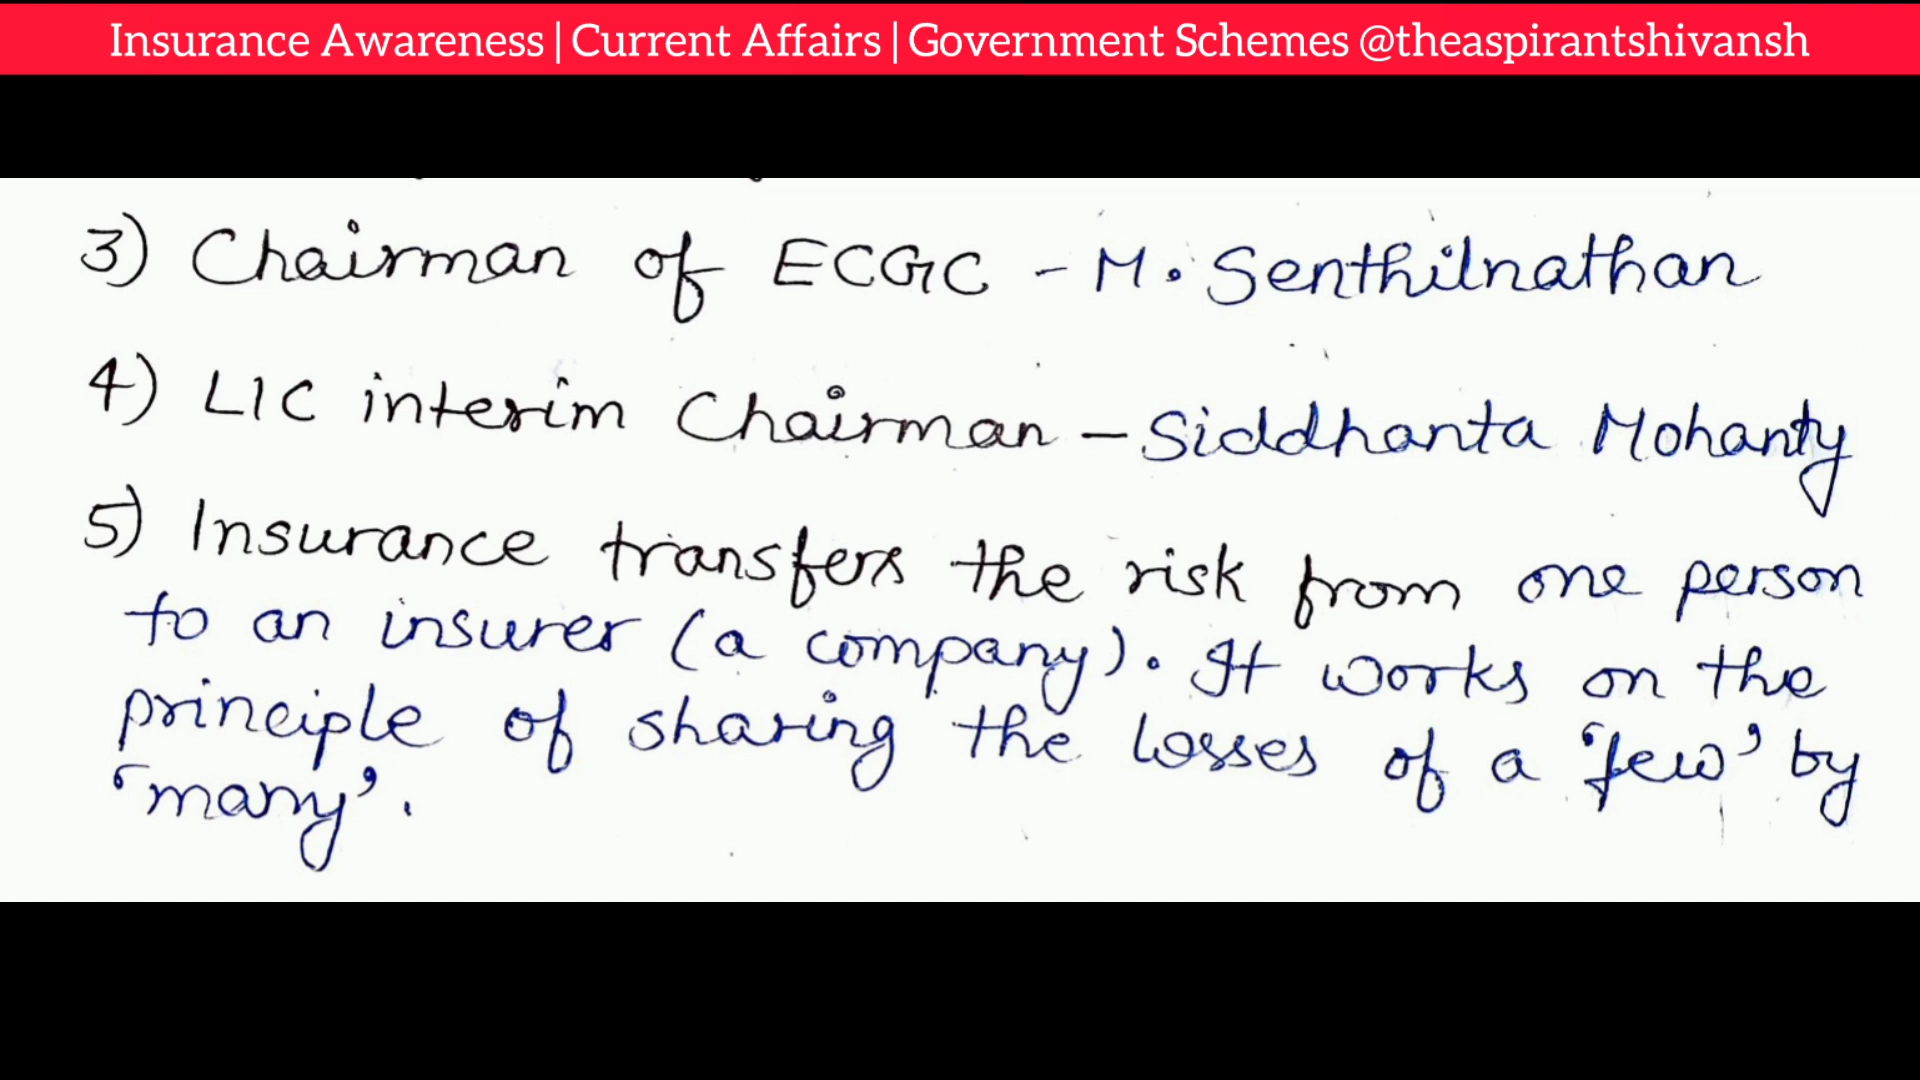 Insurance Awareness | Current Affairs | Government Schemes @theaspirantshivansh
3) Chairman of ECGC - M. Senthilnathan
4) LIC interim Chairman - Siddhanta Mohanty
5) Insurance transfers the risk from one person
to an insurer (a company). It works on the
principle of sharing the losses of a 'few' by
'many'.